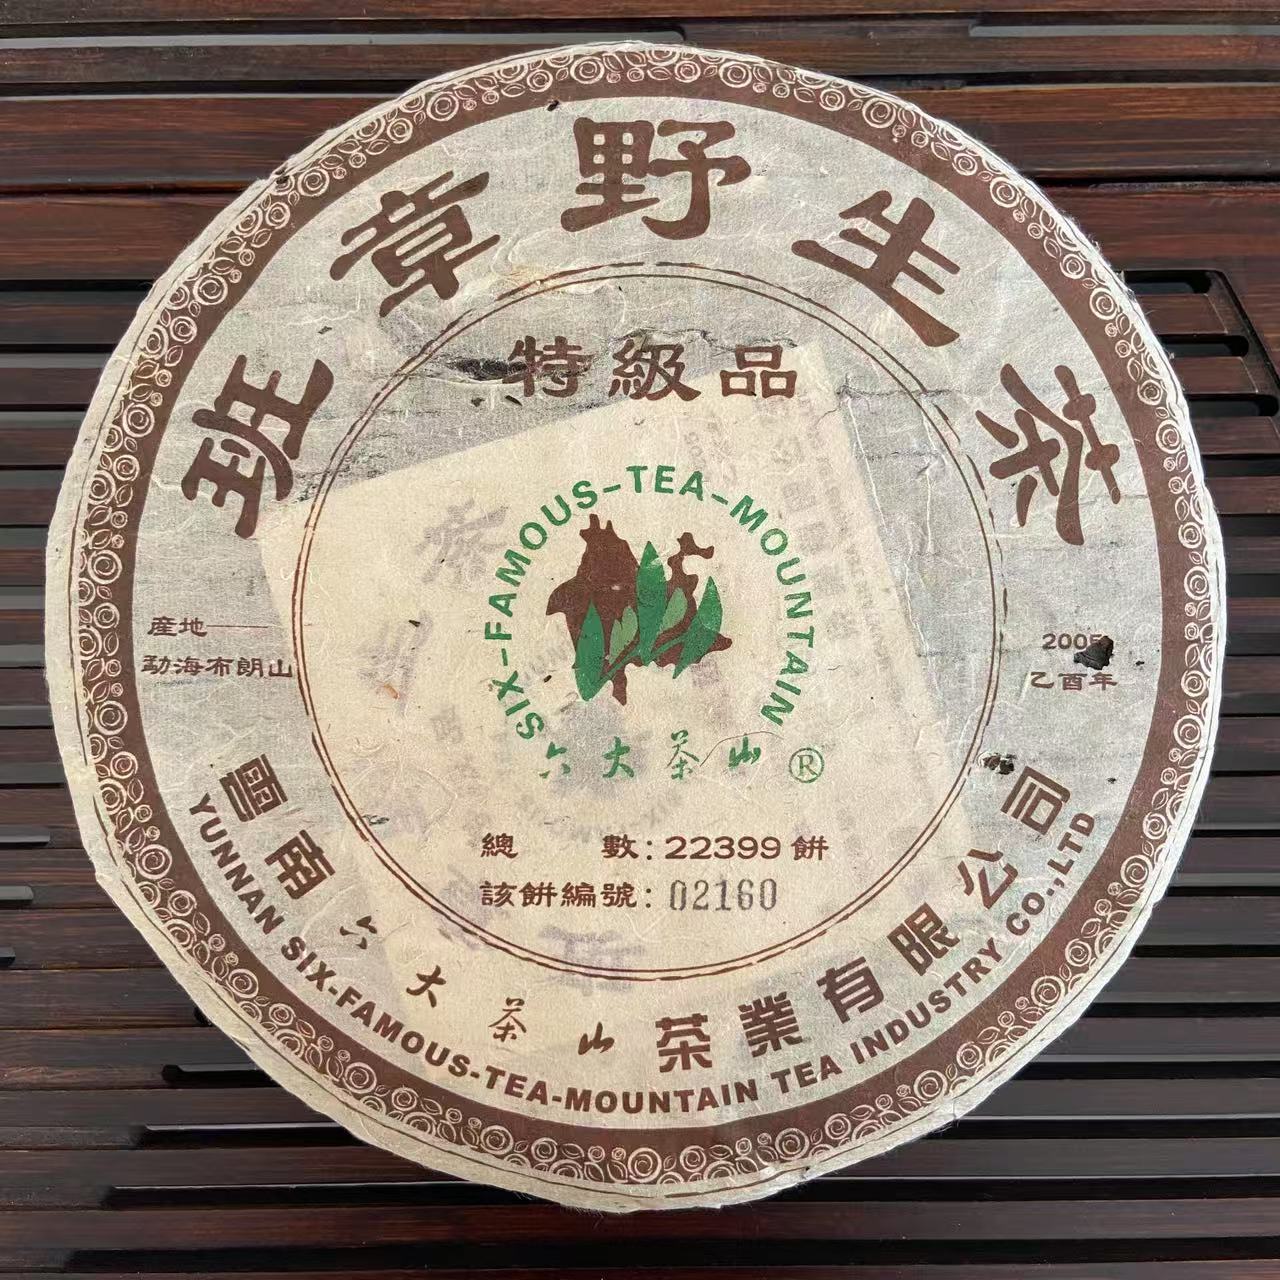 班章野生茶
特級品
SIX-FAMOUS-TEA-MOUNTAIN
六大茶山®
産地——
勐海布朗山
2005
乙酉年
總數:22399餅
該餅編號:02160
雲南六大茶山茶業有限公司
YUNNAN SIX-FAMOUS-TEA-MOUNTAIN TEA INDUSTRY CO.,LTD